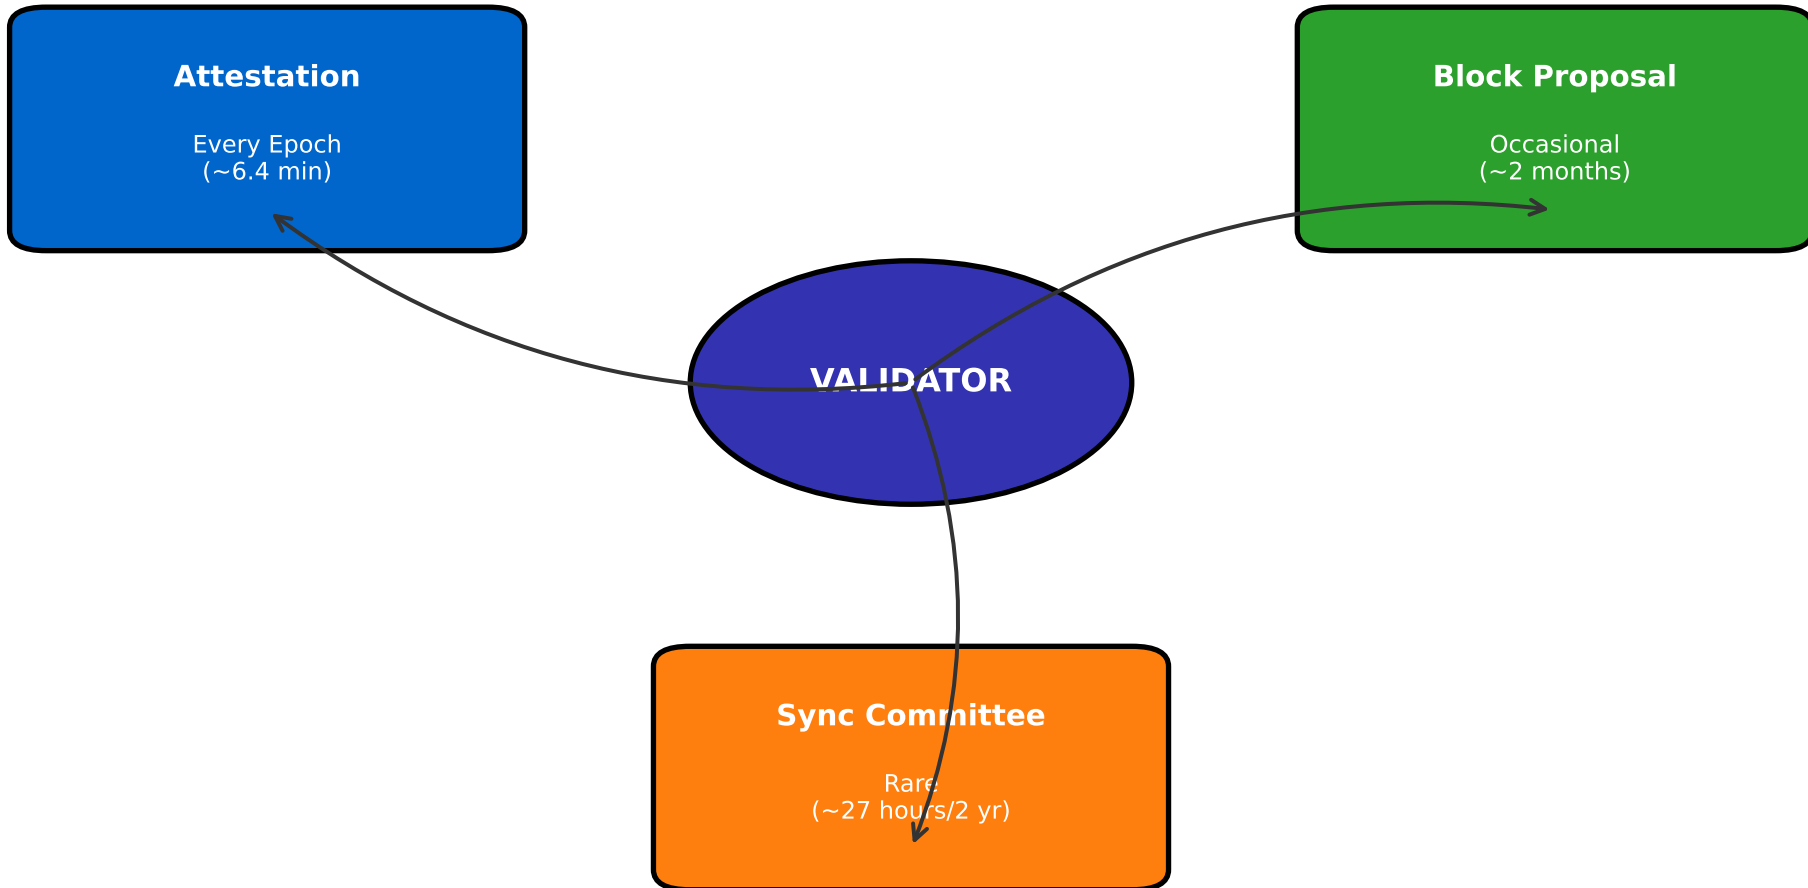 Attestation
Every Epoch
(~6.4 min)
Block Proposal
Occasional
(~2 months)
VALIDATOR
Sync Committee
Rare
(~27 hours/2 yr)